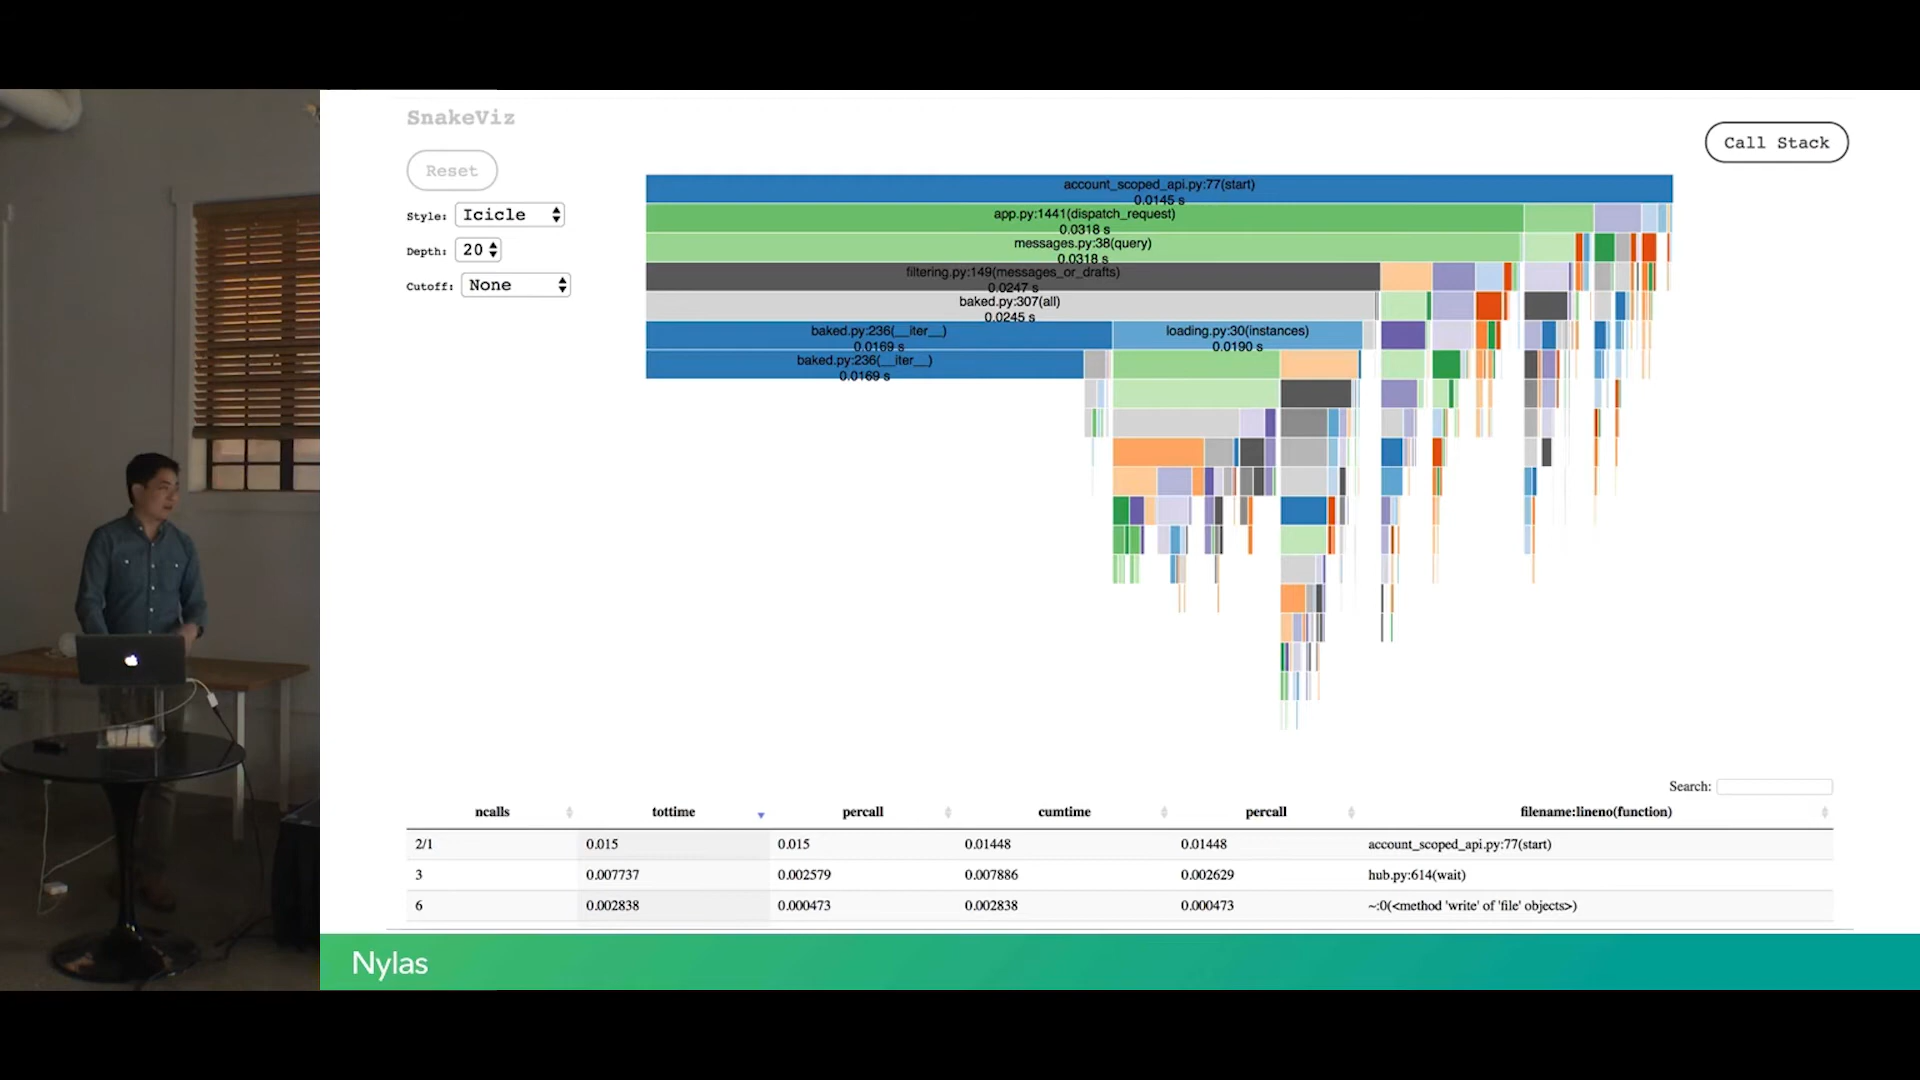 SnakeViz
Call Stack
Reset
Style: Icicle
Depth: 20
Cutoff: None
account_scoped_api.py:77(start)
0.0145 s
app.py:1441(dispatch_request)
0.0318 s
messages.py:38(query)
0.0318 s
filtering.py:149(messages_or_drafts)
0.0247 s
baked.py:307(all)
0.0245 s
baked.py:236(__iter__)
0.0169 s
loading.py:30(instances)
0.0190 s
baked.py:236(__iter__)
0.0169 s
Search:
ncalls tottime percall cumtime percall filename:lineno(function)
2/1 0.015 0.015 0.01448 0.01448 account_scoped_api.py:77(start)
3 0.007737 0.002579 0.007886 0.002629 hub.py:614(wait)
6 0.002838 0.000473 0.002838 0.000473 ~:0(<method 'write' of 'file' objects>)
Nylas